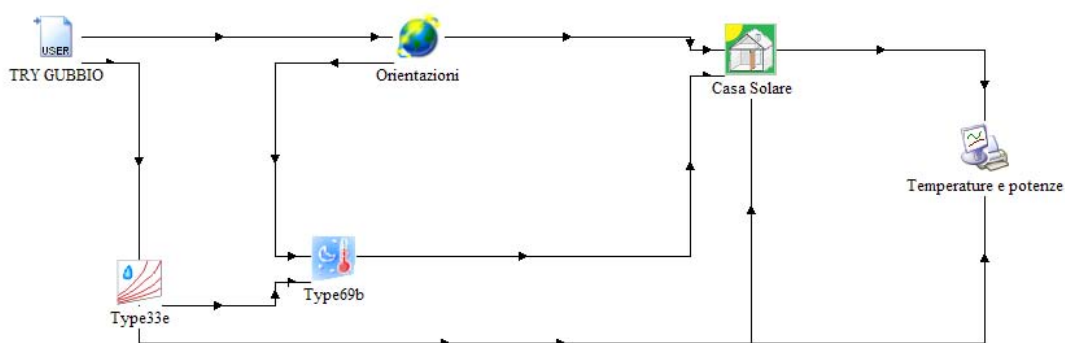 USER
TRY GUBBIO
Orientazioni
Casa Solare
Temperature e potenze
Type69b
Type33e